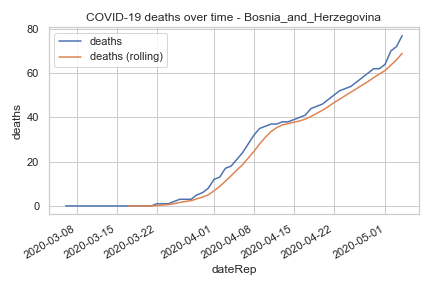 COVID-19 deaths over time - Bosnia_and_Herzegovina
deaths
deaths (rolling)
80
60
40
20
0
deaths
2020-03-08
2020-03-15
2020-03-22
2020-04-01
2020-04-08
2020-04-15
2020-04-22
2020-05-01
dateRep